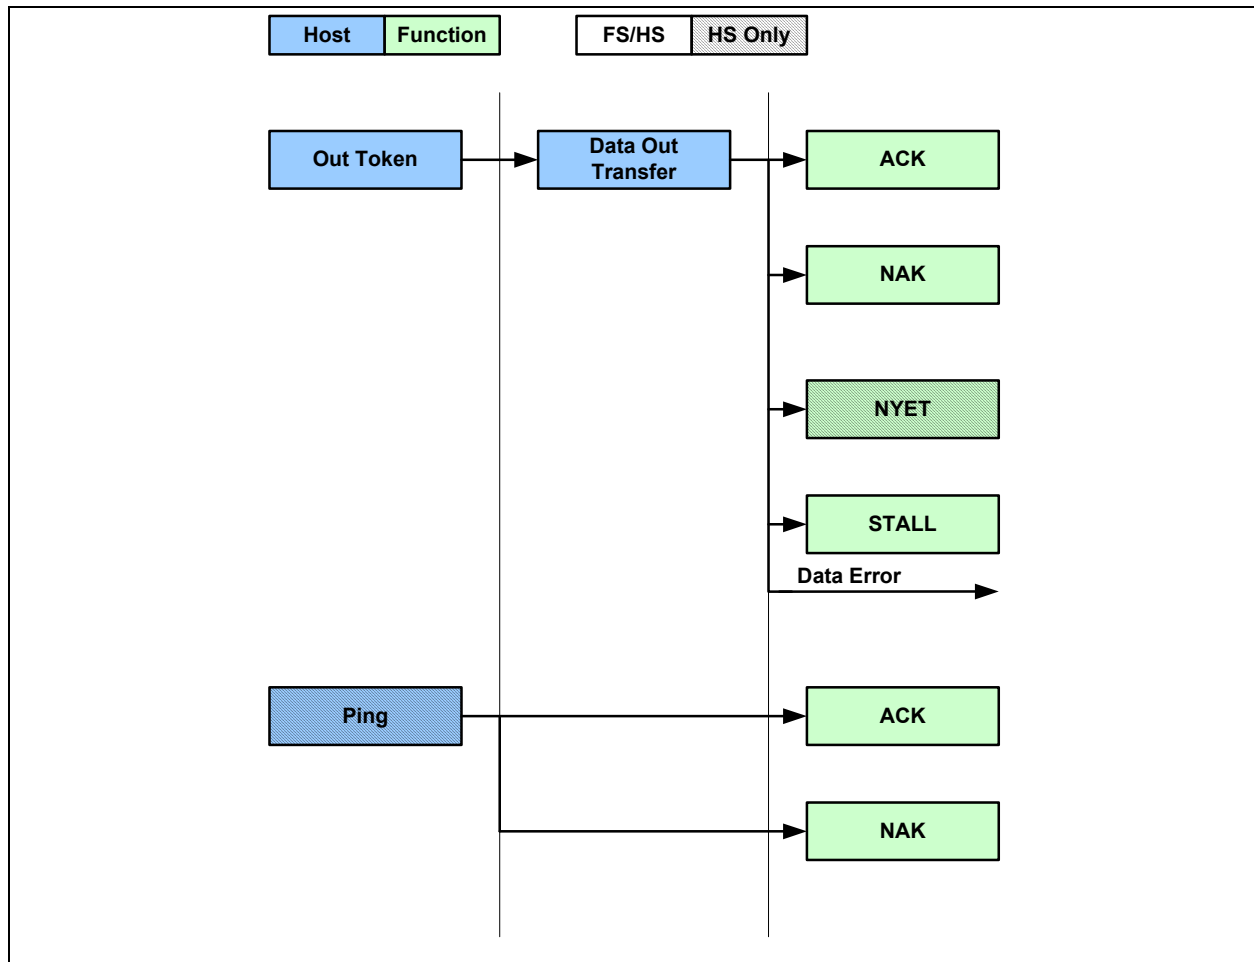 Host Function FS/HS HS Only
Out Token Data Out Transfer ACK
NAK
NYET
STALL
Data Error
Ping ACK
NAK